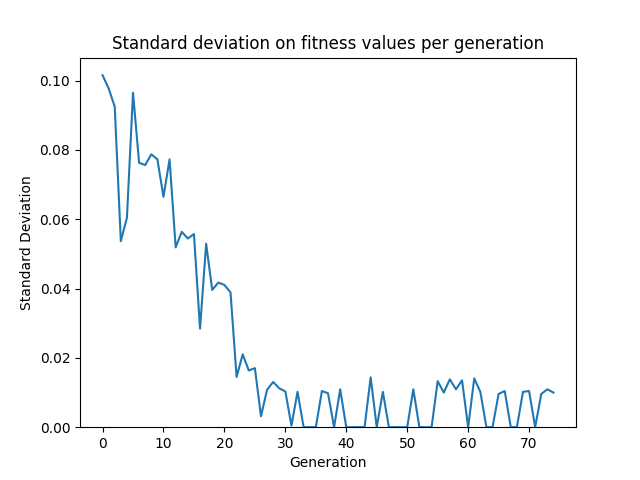 Standard deviation on fitness values per generation
0.10
0.08
0.06
0.04
0.02
0.00
Standard Deviation
0 10 20 30 40 50 60 70
Generation